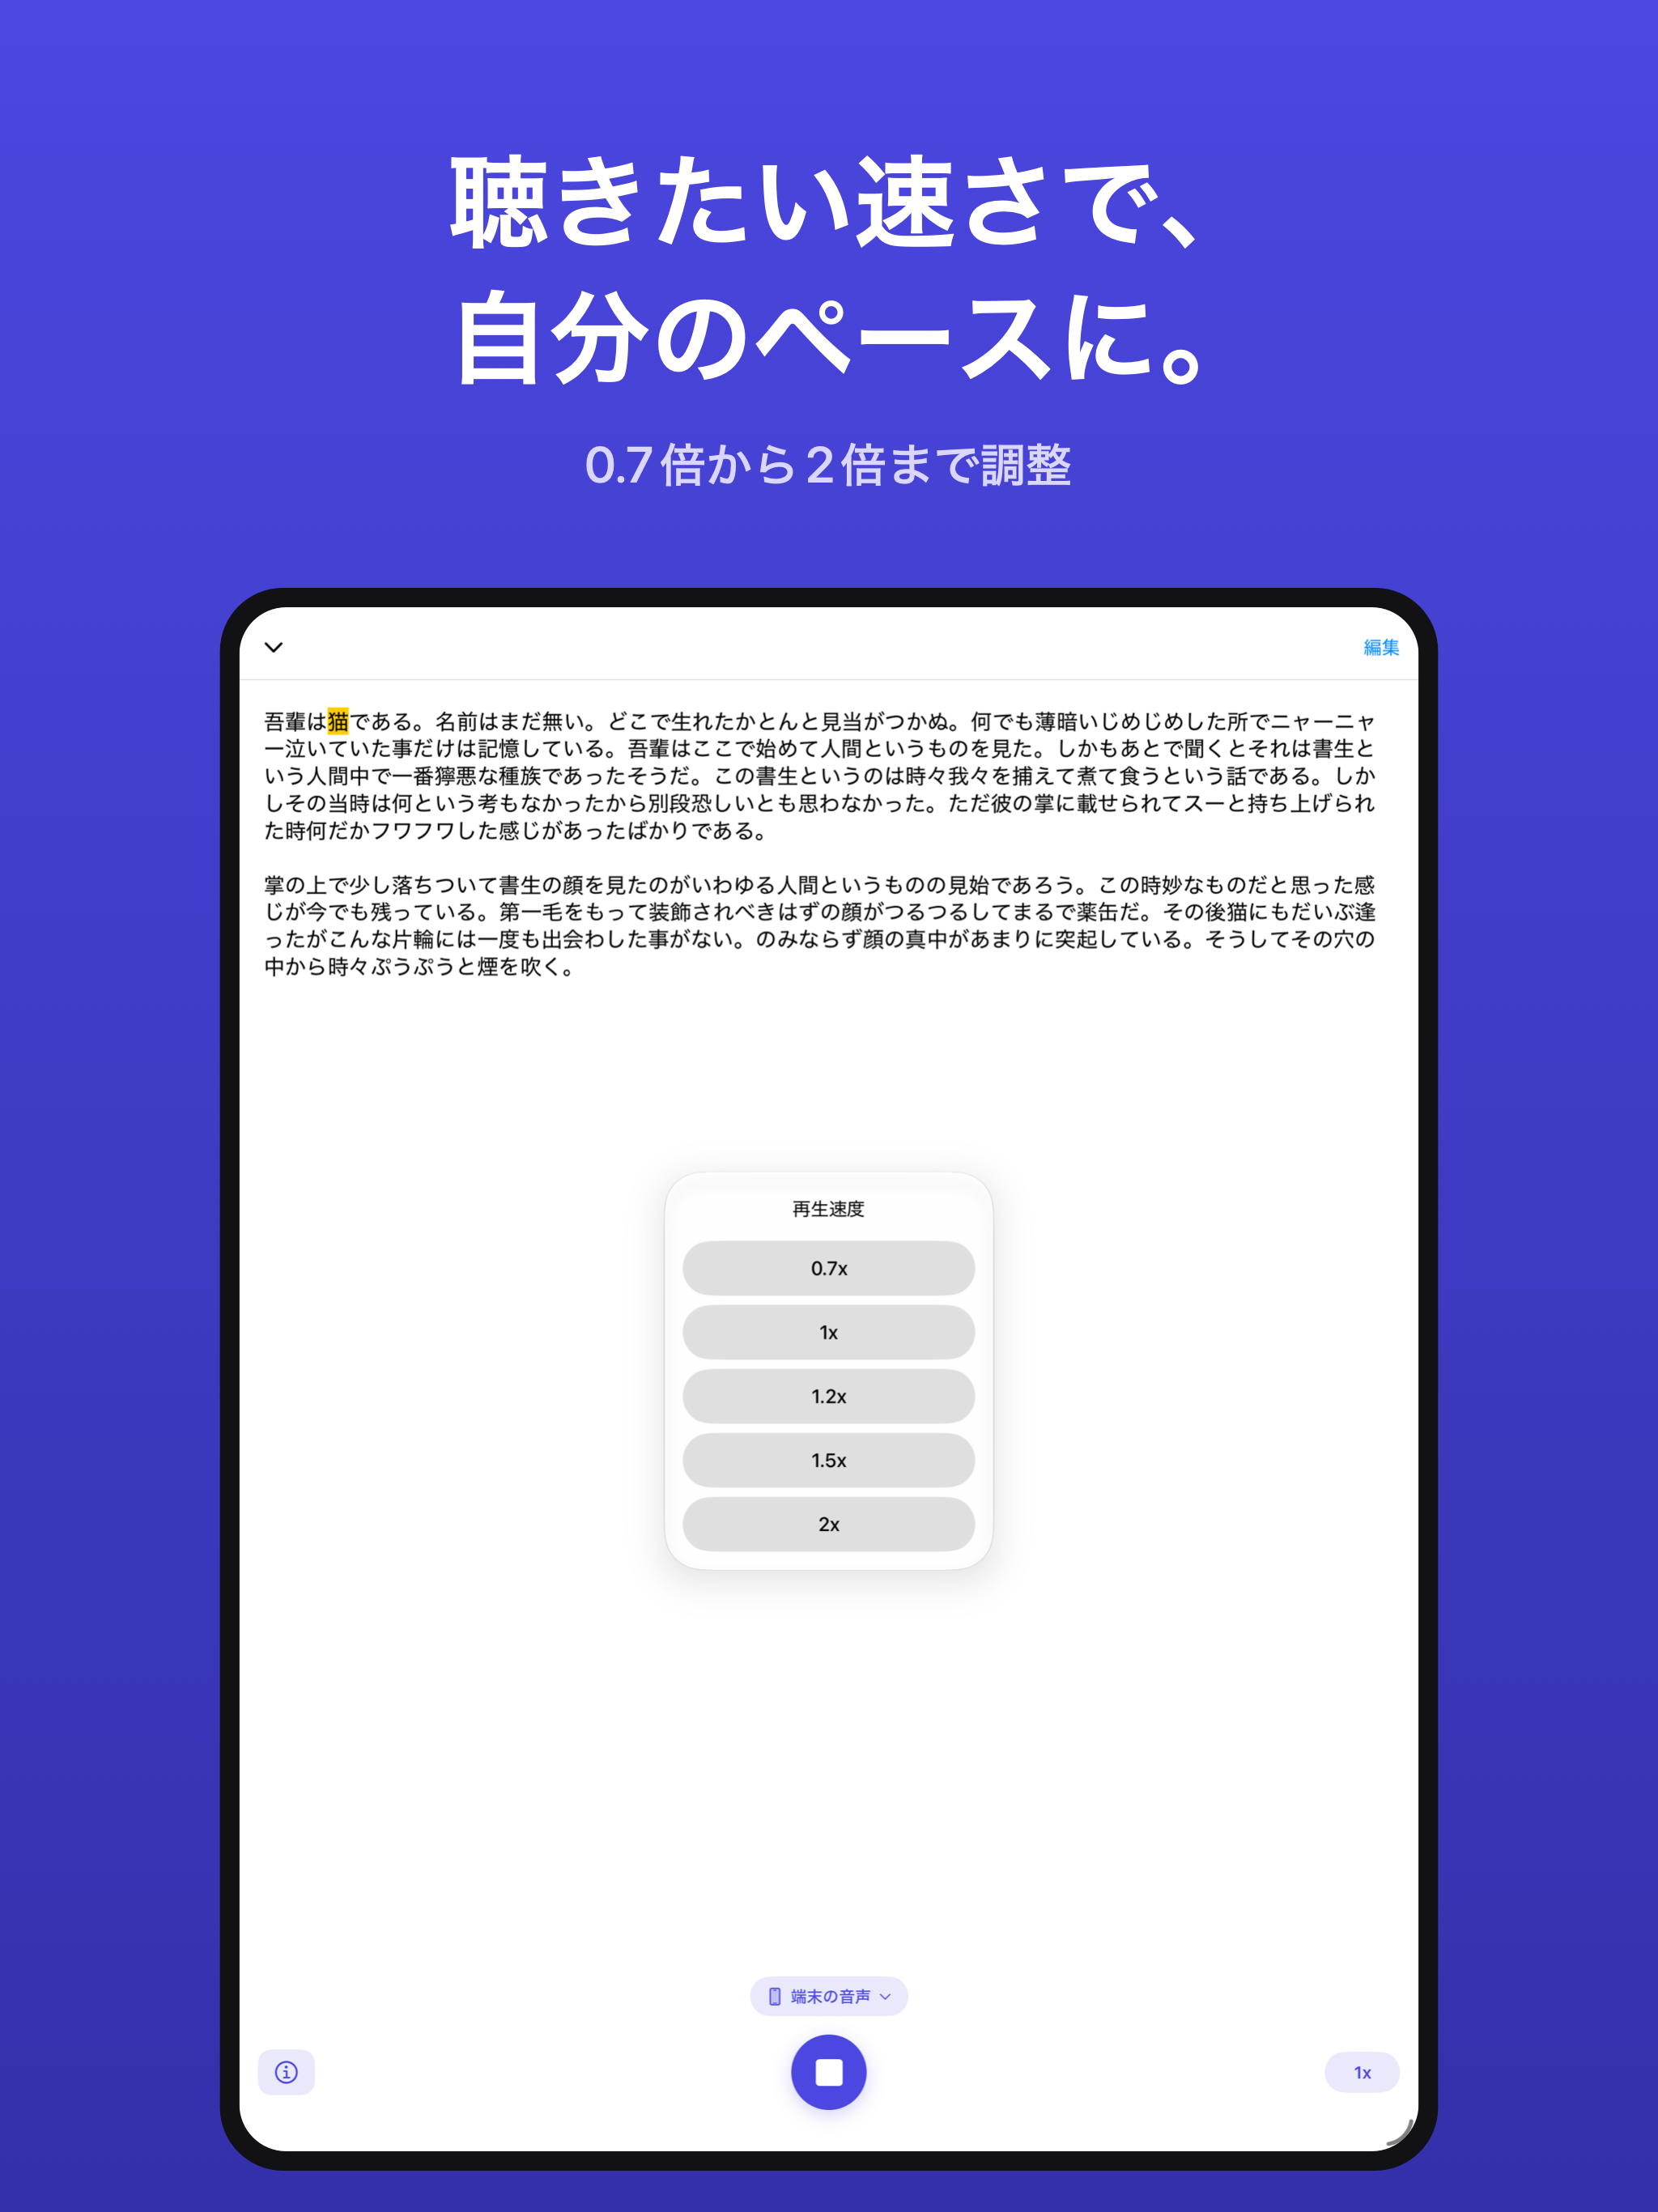 聴きたい速さで、
自分のペースに。
0.7倍から2倍まで調整
編集
吾輩は猫である。名前はまだ無い。どこで生れたかとんと見当がつかぬ。何でも薄暗いじめじめした所でニャーニャ
ー泣いていた事だけは記憶している。吾輩はここで始めて人間というものを見た。しかもあとで聞くとそれは書生と
いう人間中で一番獰悪な種族であったそうだ。この書生というのは時々我々を捕えて煮て食うという話である。しか
しその当時は何という考もなかったから別段恐しいとも思わなかった。ただ彼の掌に載せられてスーと持ち上げられ
た時何だかフワフワした感じがあったばかりである。
掌の上で少し落ちついて書生の顔を見たのがいわゆる人間というものの見始であろう。この時妙なものだと思った感
じが今でも残っている。第一毛をもって装飾されべきはずの顔がつるつるしてまるで薬缶だ。その後猫にもだいぶ逢
ったがこんな片輪には一度も出会わした事がない。のみならず顔の真中があまりに突起している。そうしてその穴の
中から時々ぷうぷうと煙を吹く。
再生速度
0.7x
1x
1.2x
1.5x
2x
端末の音声
1x